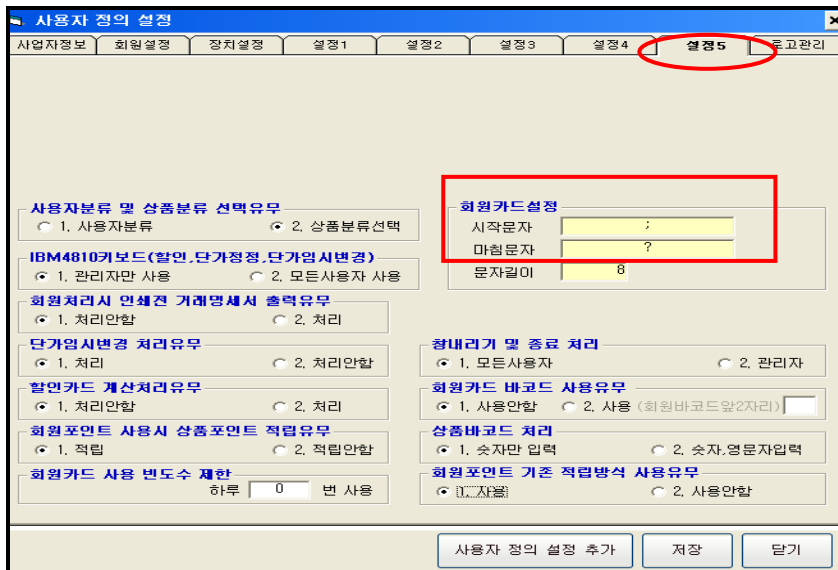 사용자 정의 설정
사업자정보 회원설정 장치설정 설정1 설정2 설정3 설정4 설정5 로고관리
사용자분류 및 상품분류 선택유무
1. 사용자분류 2. 상품분류선택
회원카드설정
시작문자 ;
마침문자 ?
문자길이 8
IBM4810키보드(할인,단가정정,단가임시변경)
1. 관리자만 사용 2. 모든사용자 사용
회원처리시 인쇄전 거래명세서 출력유무
1. 처리안함 2. 처리
단가임시변경 처리유무
1. 처리 2. 처리안함
창내리기 및 종료 처리
1. 모든사용자 2. 관리자
할인카드 계산처리유무
1. 처리안함 2. 처리
회원카드 바코드 사용유무
1. 사용안함 2. 사용 (회원바코드앞2자리)
회원포인트 사용시 상품포인트 적립유무
1. 적립 2. 적립안함
상품바코드 처리
1. 숫자만 입력 2. 숫자,영문자입력
회원카드 사용 빈도수 제한
하루 0 번 사용
회원포인트 기존 적립방식 사용유무
1. 사용 2. 사용안함
사용자 정의 설정 추가 저장 닫기